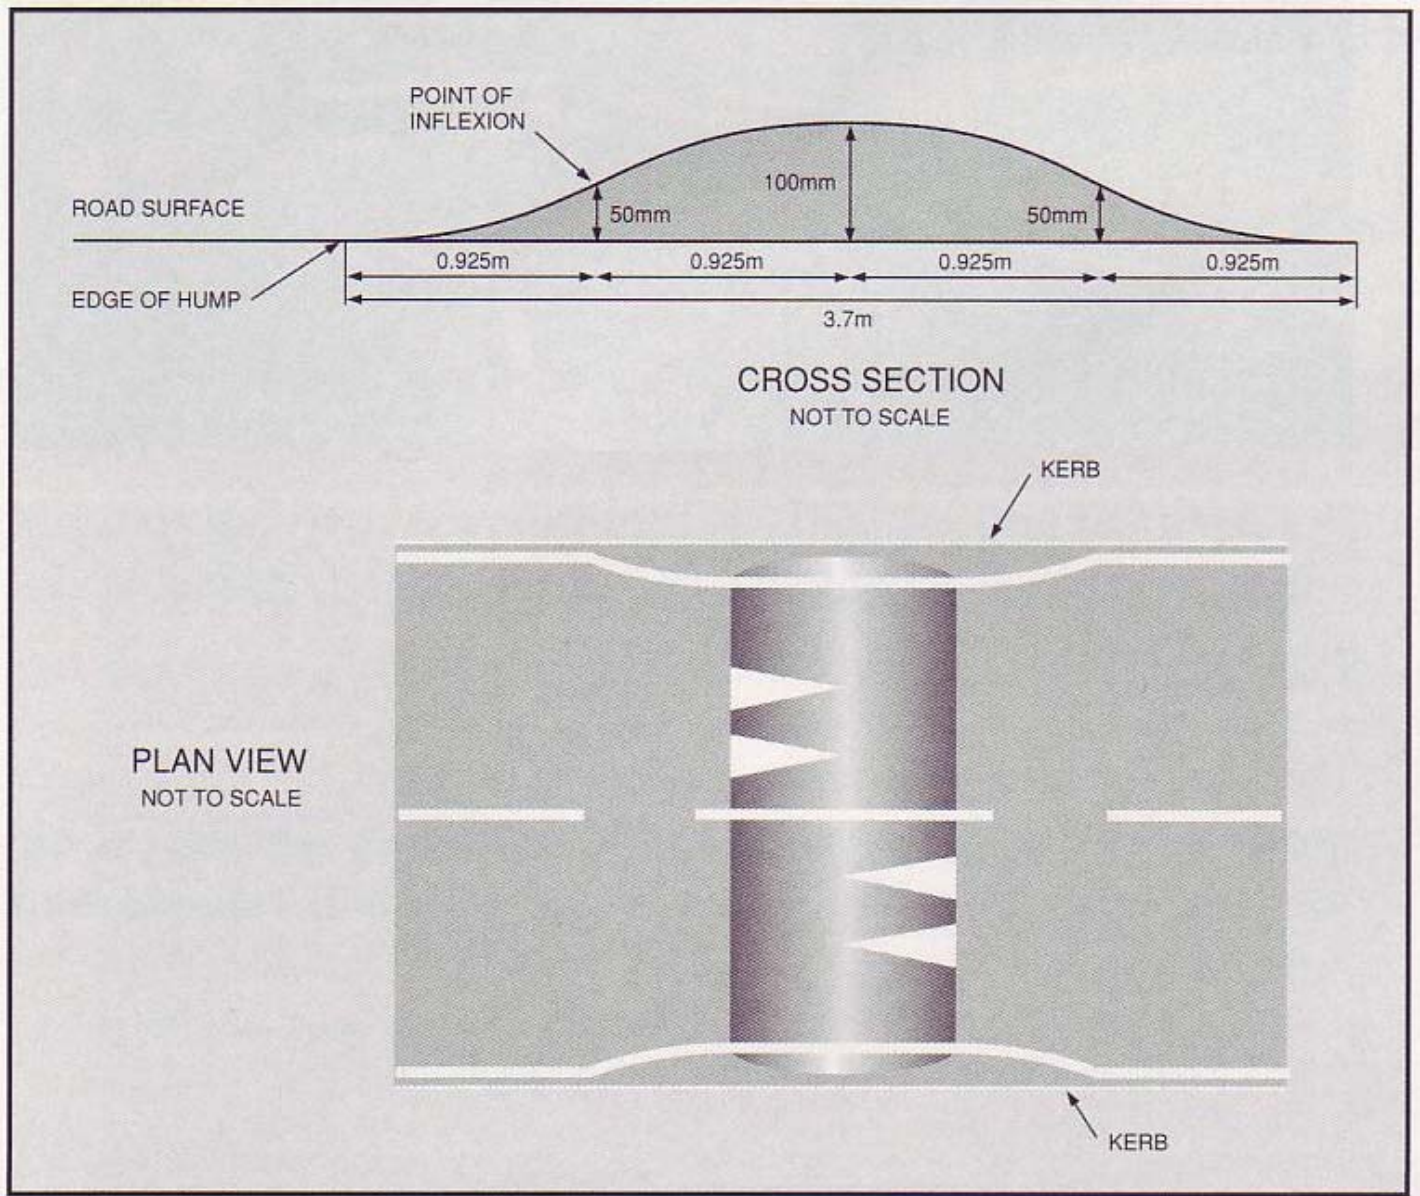 POINT OF
INFLEXION
ROAD SURFACE
100mm
50mm
50mm
0.925m
0.925m
0.925m
0.925m
EDGE OF HUMP
3.7m
CROSS SECTION
NOT TO SCALE
KERB
PLAN VIEW
NOT TO SCALE
KERB